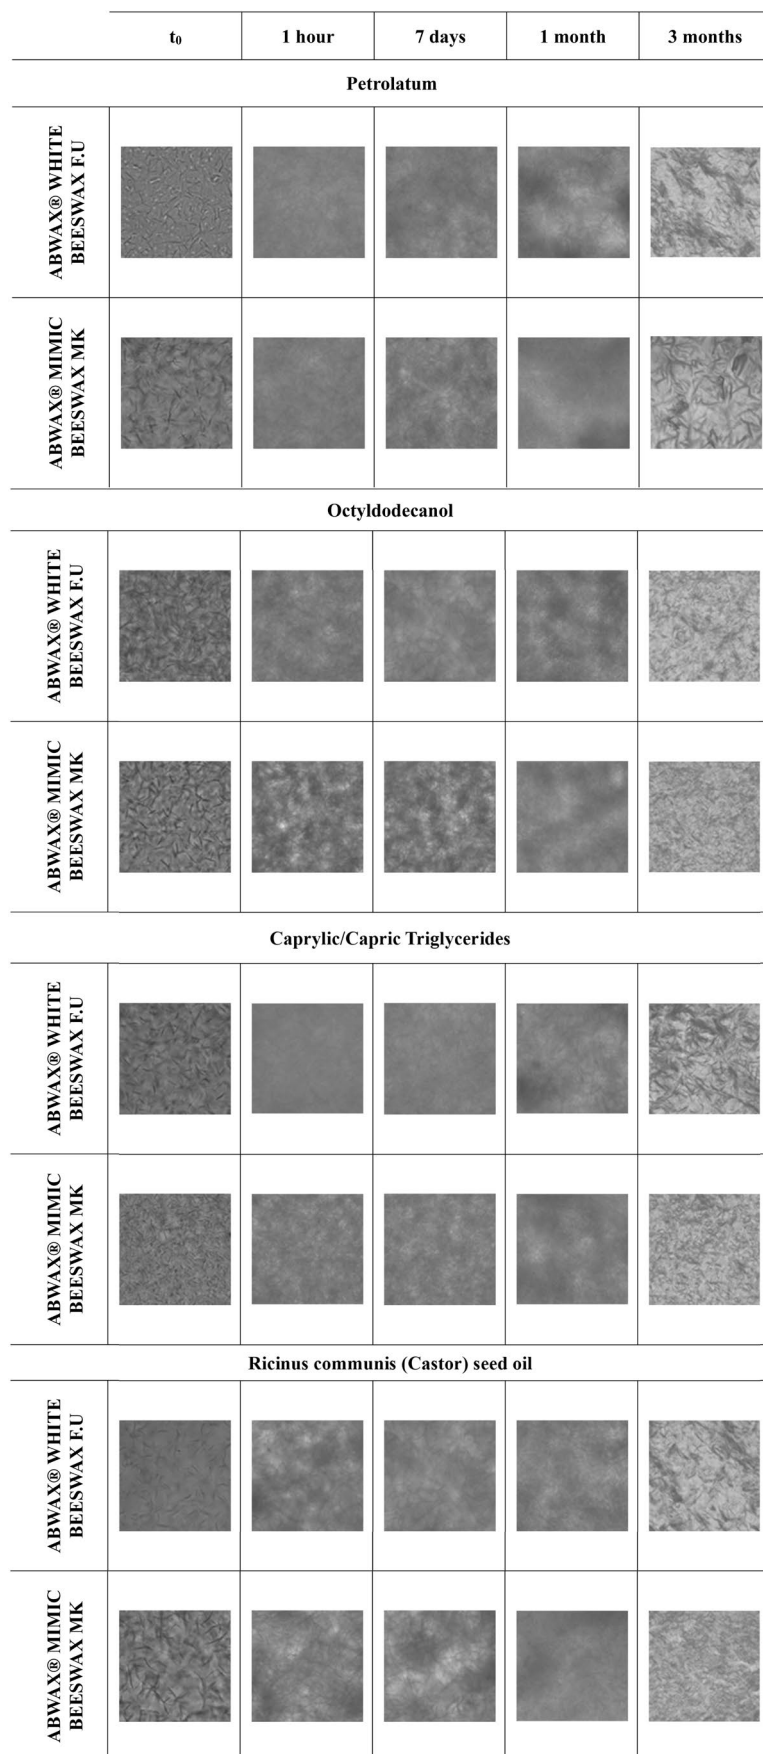 t₀ 1 hour 7 days 1 month 3 months
Petrolatum
ABWAX® WHITE
BEESWAX F.U
ABWAX® MIMIC
BEESWAX MK
Octyldodecanol
ABWAX® WHITE
BEESWAX F.U
ABWAX® MIMIC
BEESWAX MK
Caprylic/Capric Triglycerides
ABWAX® WHITE
BEESWAX F.U
ABWAX® MIMIC
BEESWAX MK
Ricinus communis (Castor) seed oil
ABWAX® WHITE
BEESWAX F.U
ABWAX® MIMIC
BEESWAX MK